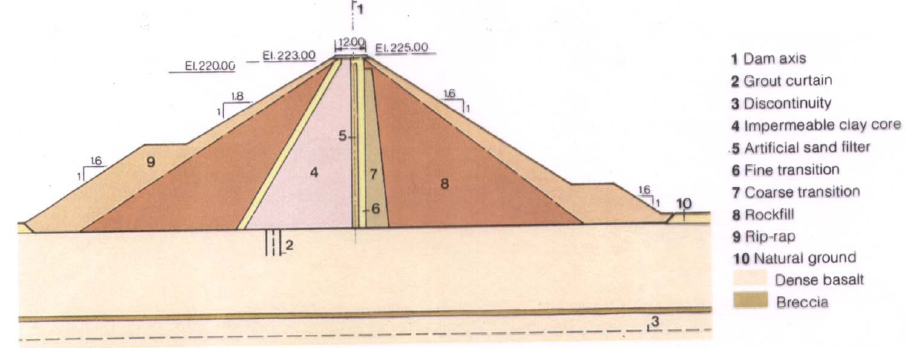 1
12.00
El.225.00
El.223.00
El.220.00
1.8
1
1.6
1
1.6
1
1.6
1
9
5
4
7
8
6
10
2
3
1 Dam axis
2 Grout curtain
3 Discontinuity
4 Impermeable clay core
5 Artificial sand filter
6 Fine transition
7 Coarse transition
8 Rockfill
9 Rip-rap
10 Natural ground
Dense basalt
Breccia